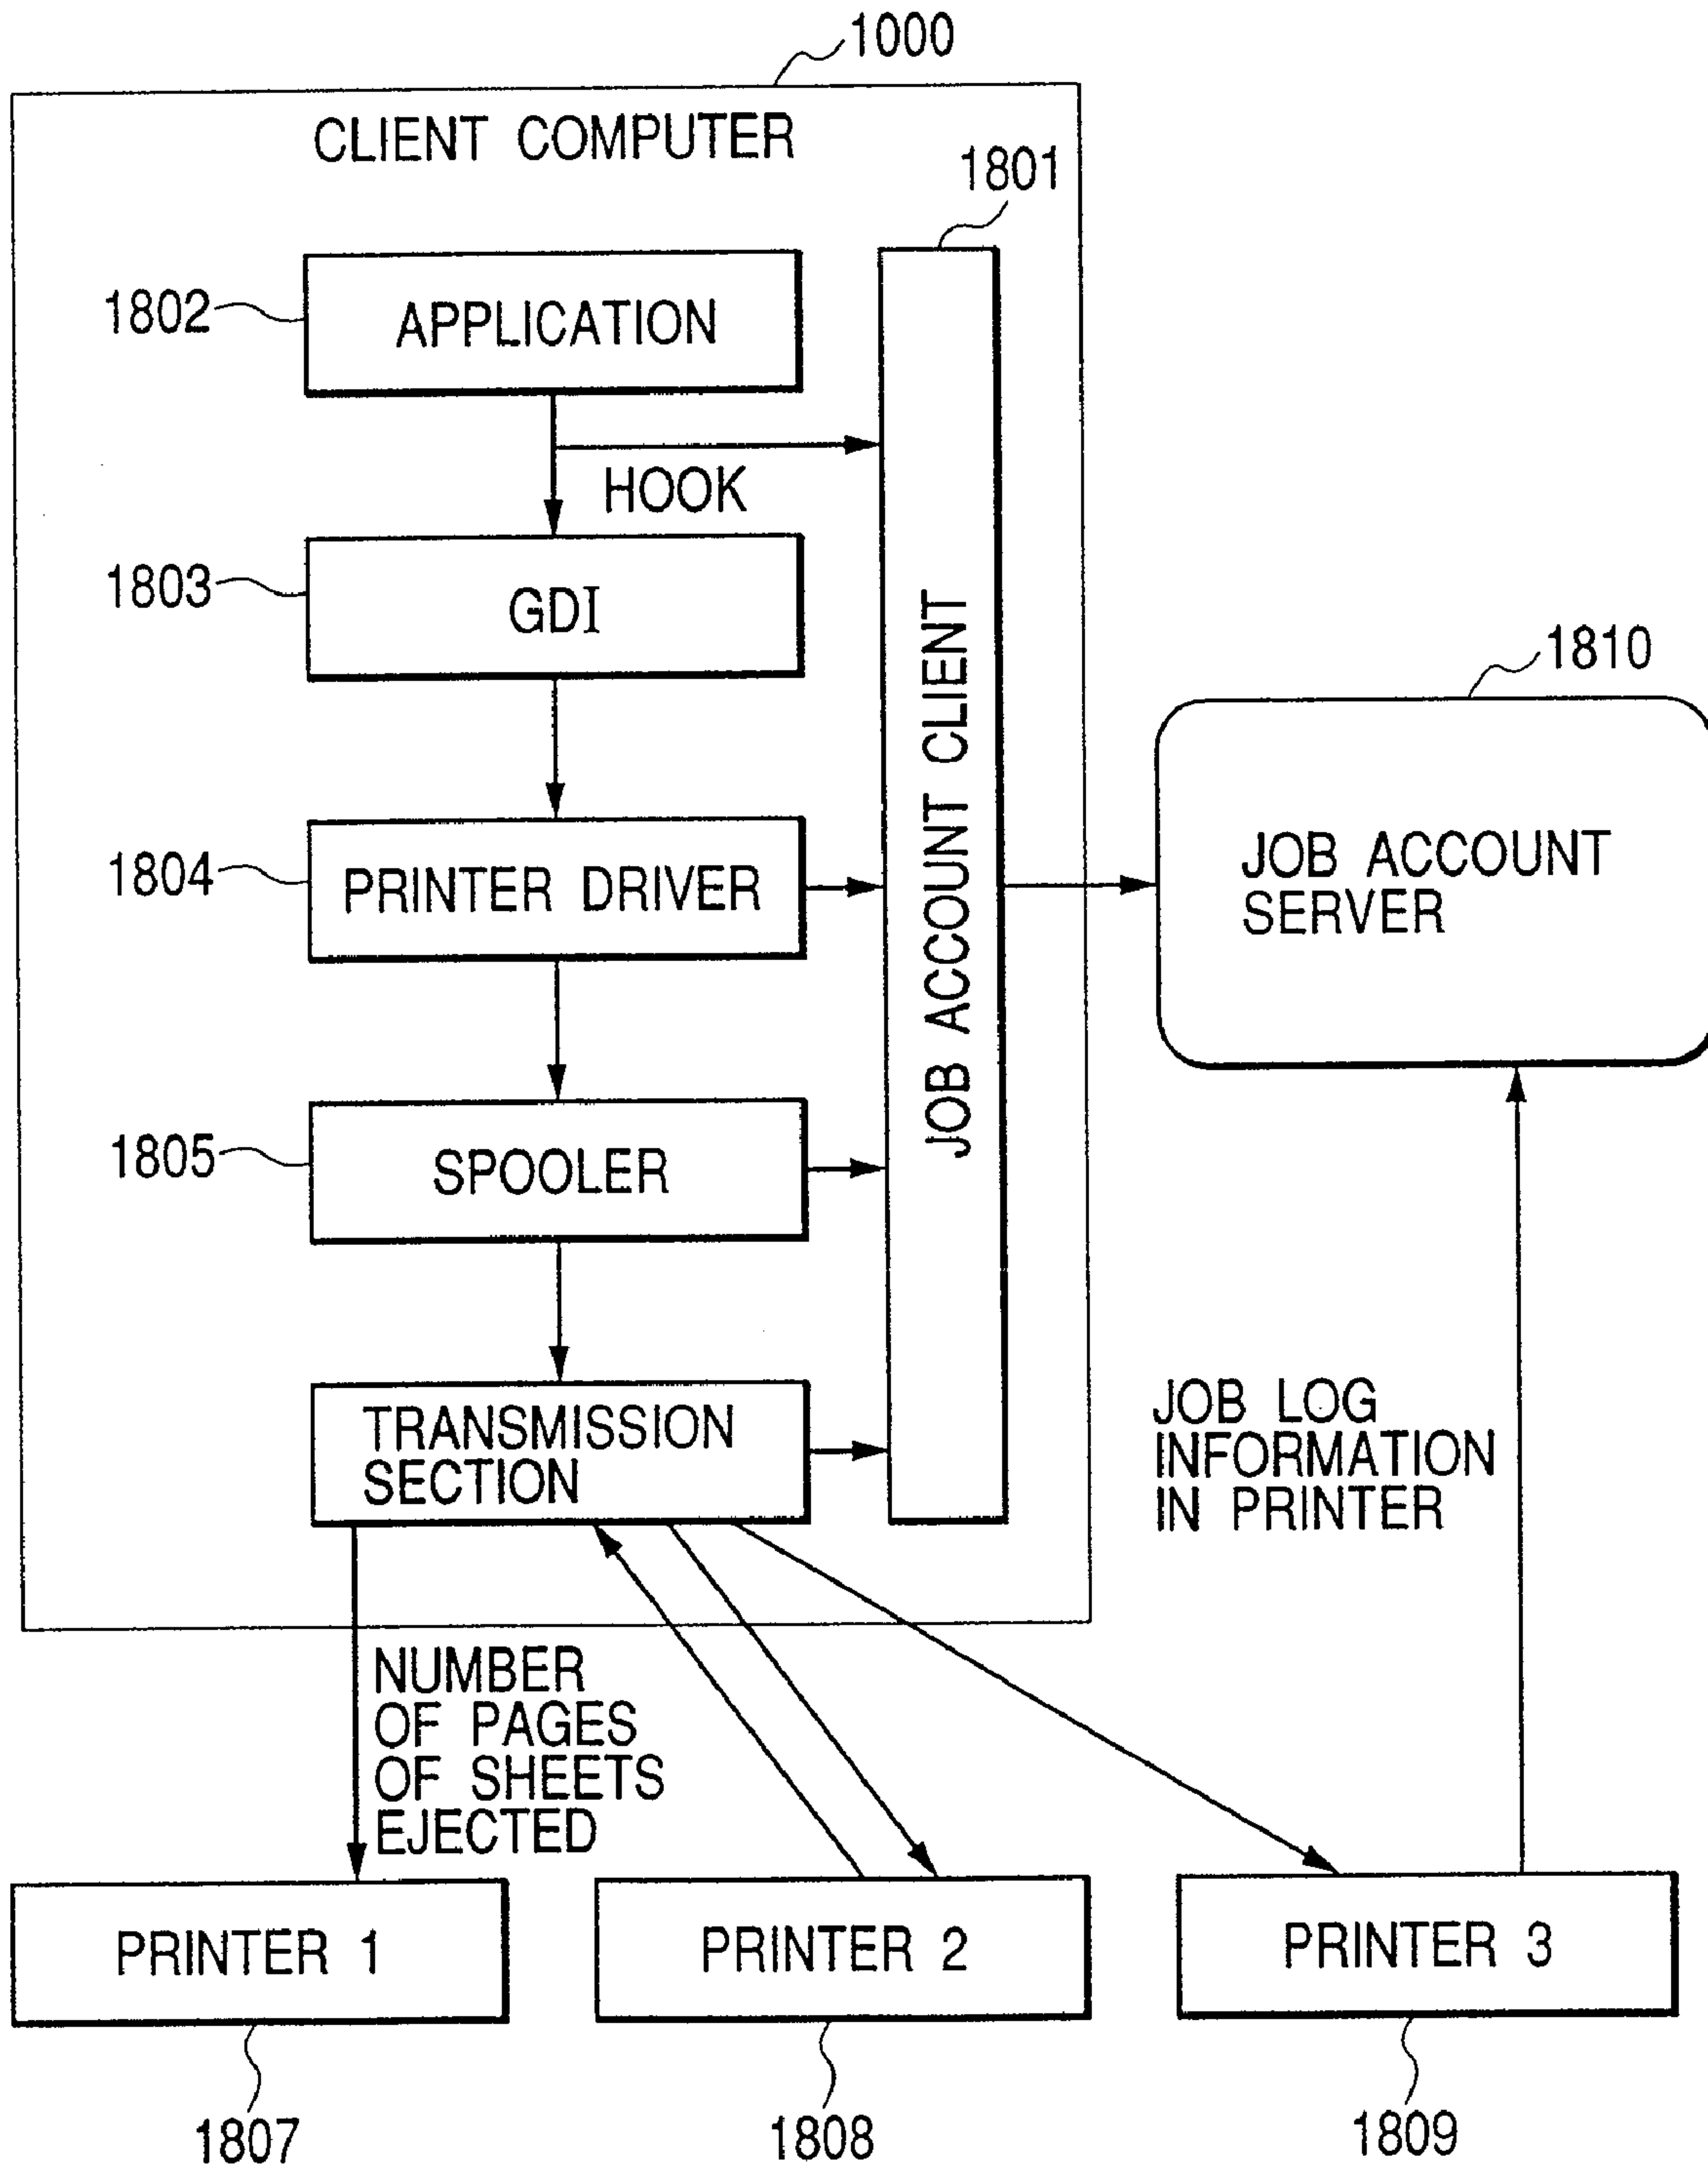 1000
CLIENT COMPUTER
1801
1802
APPLICATION
HOOK
1803
GDI
JOB ACCOUNT CLIENT
1810
1804
PRINTER DRIVER
JOB ACCOUNT
SERVER
1805
SPOOLER
TRANSMISSION
SECTION
JOB LOG
INFORMATION
IN PRINTER
NUMBER
OF PAGES
OF SHEETS
EJECTED
PRINTER 1
PRINTER 2
PRINTER 3
1807
1808
1809